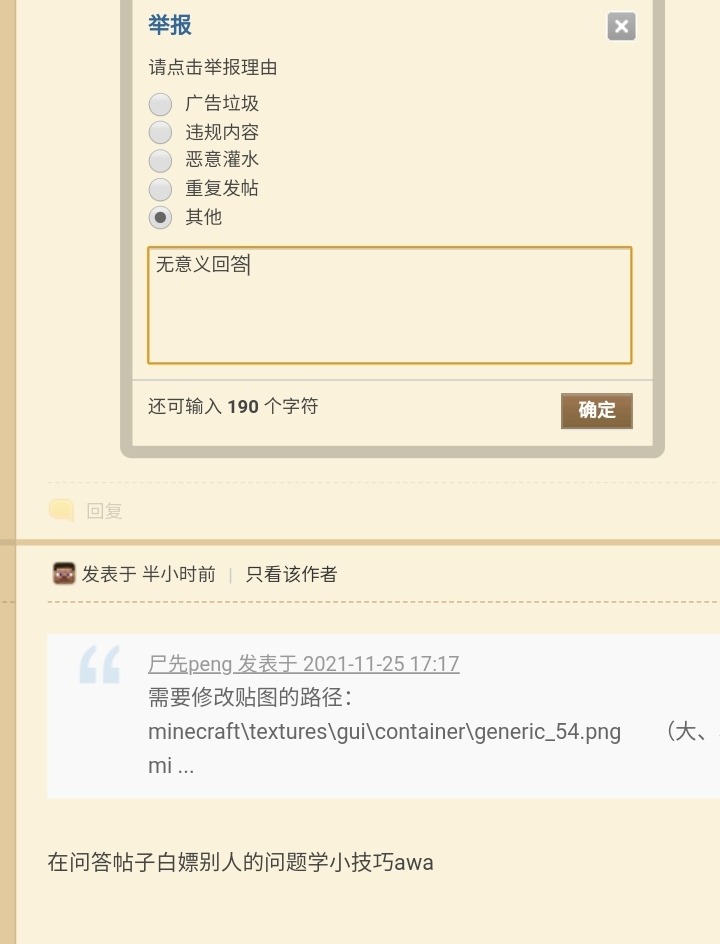 举报
请点击举报理由
广告垃圾
违规内容
恶意灌水
重复发帖
其他
无意义回答
还可输入 190 个字符
确定
回复
发表于 半小时前 | 只看该作者
尸先peng 发表于 2021-11-25 17:17
需要修改贴图的路径：
minecraft\textures\gui\container\generic_54.png （大、
mi ...
在问答帖子白嫖别人的问题学小技巧awa